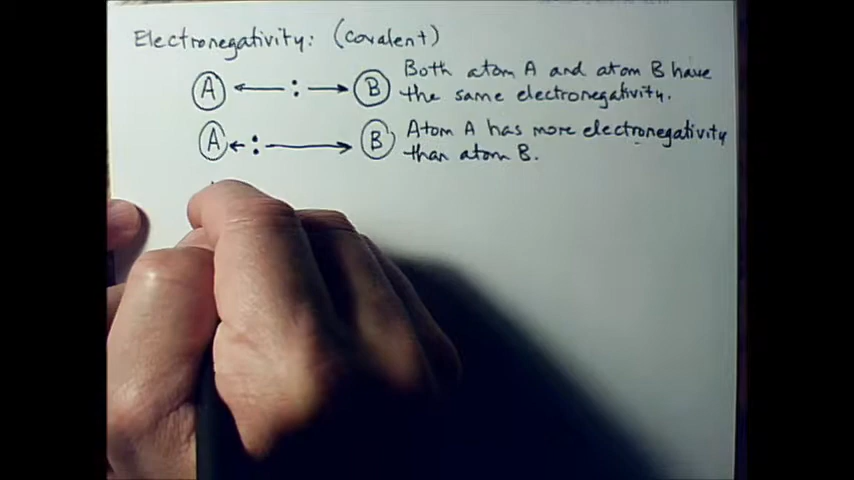 Electronegativity: (covalent)
A : B Both atom A and atom B have
the same electronegativity.
A : B Atom A has more electronegativity
than atom B.